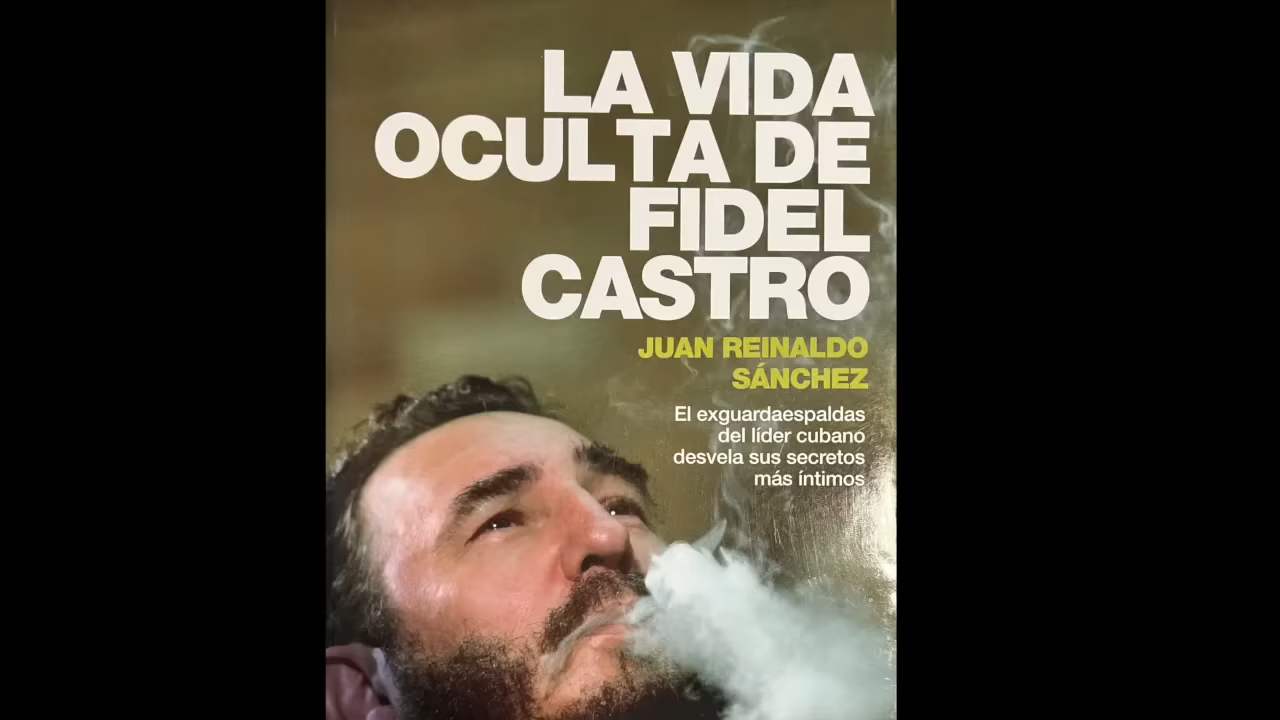 LA VIDA
OCULTA DE
FIDEL
CASTRO
JUAN REINALDO
SÁNCHEZ
El exguardaespaldas
del líder cubano
desvela sus secretos
más íntimos